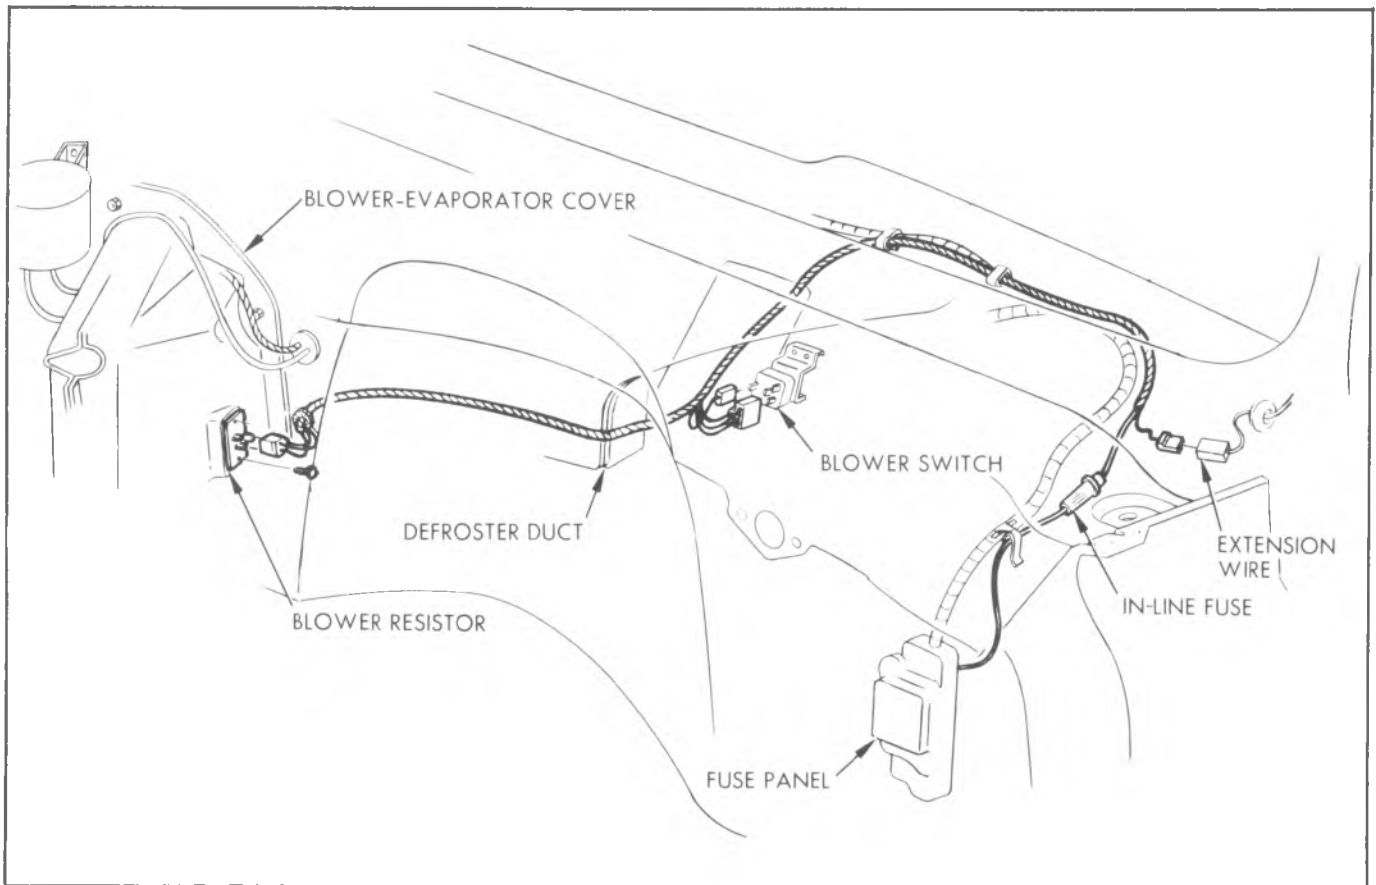 BLOWER-EVAPORATOR COVER
BLOWER SWITCH
DEFROSTER DUCT
EXTENSION
WIRE
IN-LINE FUSE
BLOWER RESISTOR
FUSE PANEL